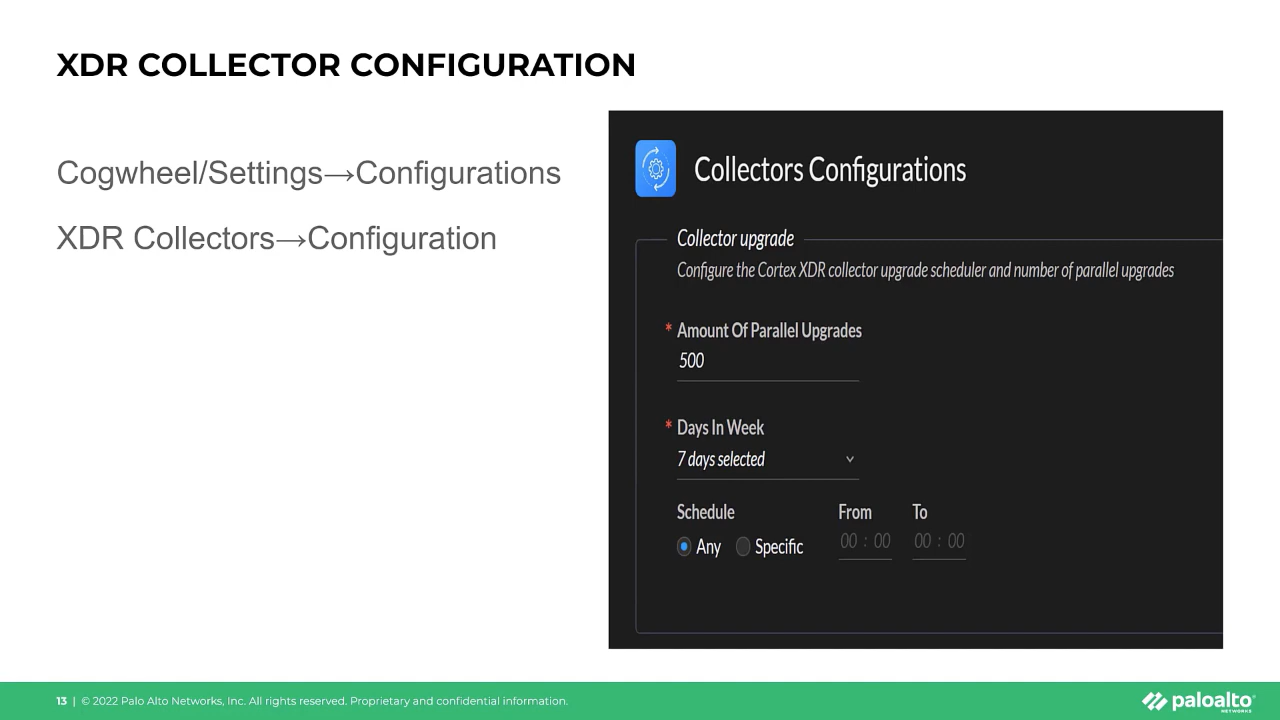 XDR COLLECTOR CONFIGURATION
Cogwheel/Settings→Configurations
XDR Collectors→Configuration
Collectors Configurations
Collector upgrade
Configure the Cortex XDR collector upgrade scheduler and number of parallel upgrades
* Amount Of Parallel Upgrades
500
* Days In Week
7 days selected
Schedule From To
Any Specific 00 : 00 00 : 00
13 | © 2022 Palo Alto Networks, Inc. All rights reserved. Proprietary and confidential information.
paloalto
NETWORKS